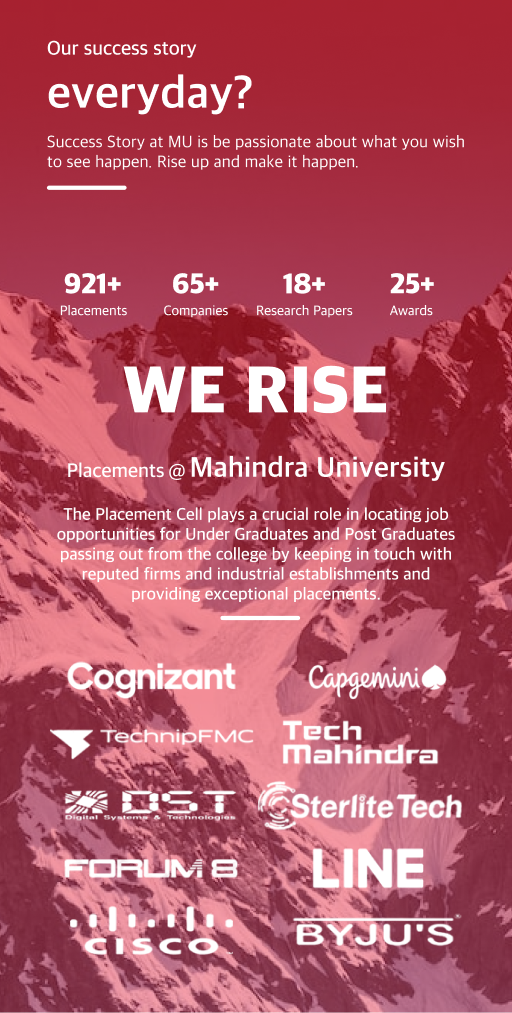 Our success story
everyday?
Success Story at MU is be passionate about what you wish
to see happen. Rise up and make it happen.
921+ 65+ 18+ 25+
Placements Companies Research Papers Awards
WE RISE
Placements @ Mahindra University
The Placement Cell plays a crucial role in locating job
opportunities for Under Graduates and Post Graduates
passing out from the college by keeping in touch with
reputed firms and industrial establishments and
providing exceptional placements.
Cognizant Capgemini
TechnipFMC Tech
Mahindra
DST Sterlite Tech
Digital Systems & Technologies
FORUM 8 LINE
CISCO BYJU'S